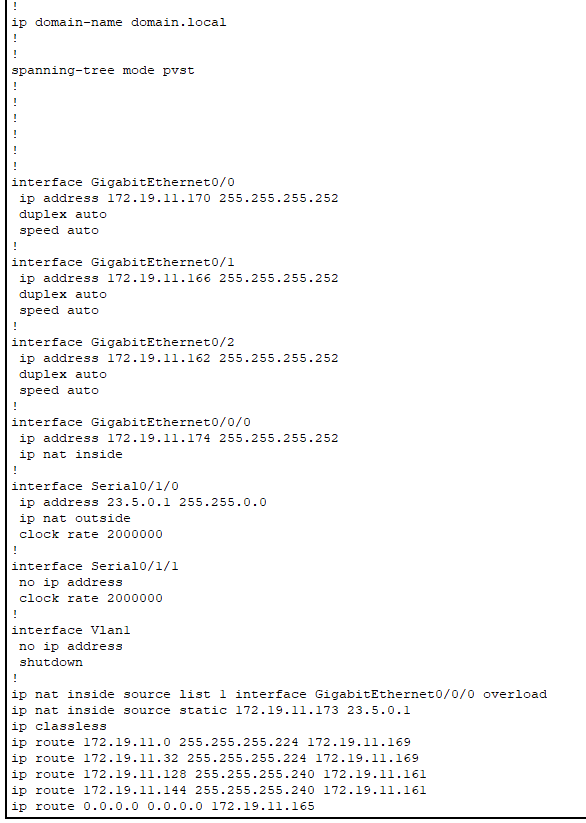 !
ip domain-name domain.local
!
!
spanning-tree mode pvst
!
!
!
!
!
!
interface GigabitEthernet0/0
ip address 172.19.11.170 255.255.255.252
duplex auto
speed auto
!
interface GigabitEthernet0/1
ip address 172.19.11.166 255.255.255.252
duplex auto
speed auto
!
interface GigabitEthernet0/2
ip address 172.19.11.162 255.255.255.252
duplex auto
speed auto
!
interface GigabitEthernet0/0/0
ip address 172.19.11.174 255.255.255.252
ip nat inside
!
interface Serial0/1/0
ip address 23.5.0.1 255.255.0.0
ip nat outside
clock rate 2000000
!
interface Serial0/1/1
no ip address
clock rate 2000000
!
interface Vlan1
no ip address
shutdown
!
ip nat inside source list 1 interface GigabitEthernet0/0/0 overload
ip nat inside source static 172.19.11.173 23.5.0.1
ip classless
ip route 172.19.11.0 255.255.255.224 172.19.11.169
ip route 172.19.11.32 255.255.255.224 172.19.11.169
ip route 172.19.11.128 255.255.255.240 172.19.11.161
ip route 172.19.11.144 255.255.255.240 172.19.11.161
ip route 0.0.0.0 0.0.0.0 172.19.11.165